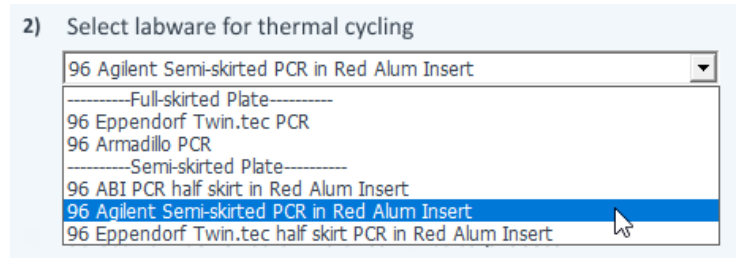 2) Select labware for thermal cycling
96 Agilent Semi-skirted PCR in Red Alum Insert
----------Full-skirted Plate----------
96 Eppendorf Twin.tec PCR
96 Armadillo PCR
----------Semi-skirted Plate----------
96 ABI PCR half skirt in Red Alum Insert
96 Agilent Semi-skirted PCR in Red Alum Insert
96 Eppendorf Twin.tec half skirt PCR in Red Alum Insert